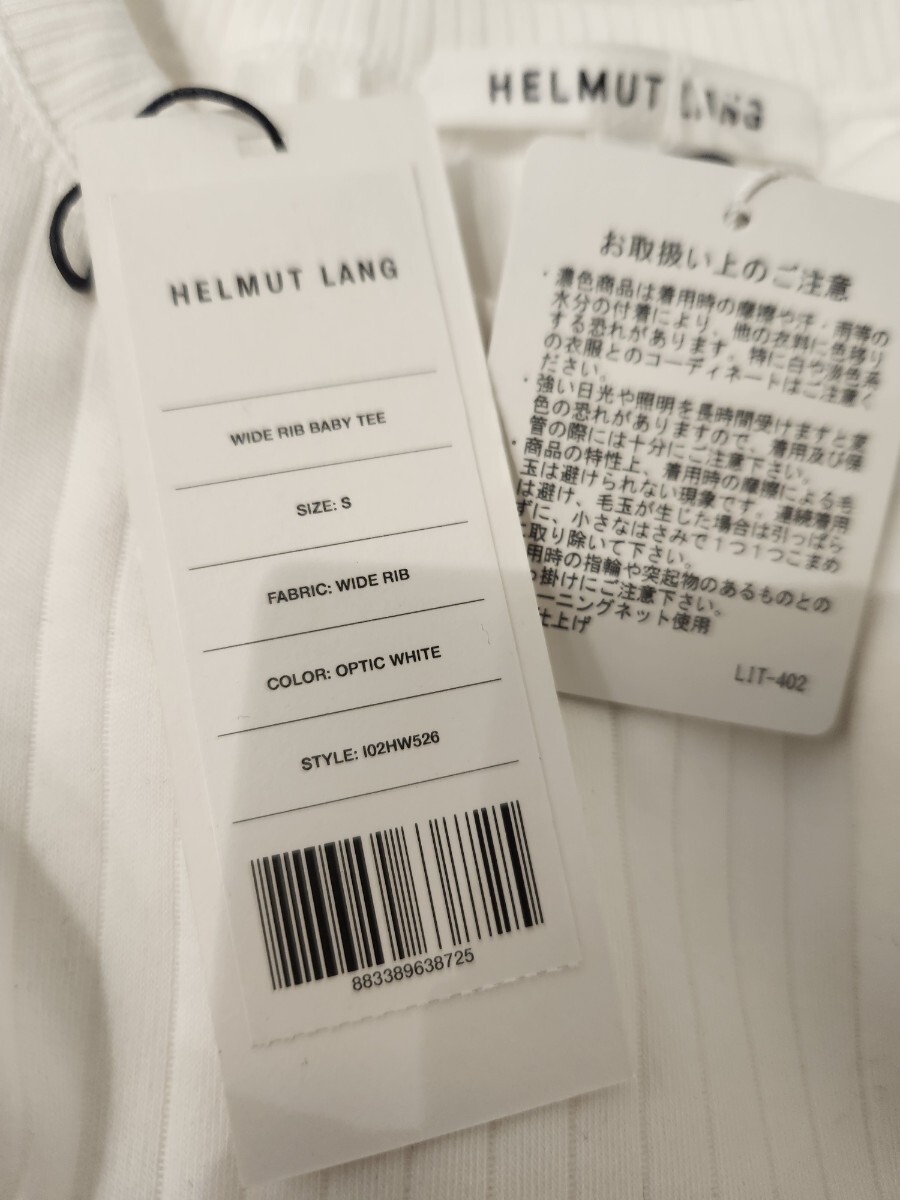 HELMUT LANG
HELMUT LANG
WIDE RIB BABY TEE
SIZE: S
FABRIC: WIDE RIB
COLOR: OPTIC WHITE
STYLE: I02HW526
883389638725
お取扱い上のご注意
・濃色商品は着用時の摩擦や汗・雨等の
水分の付着により、他の衣料に色移り
する恐れがあります。特に白や淡色系
の衣服とのコーディネートはご注意く
ださい。
・強い日光や照明を長時間受けますと変
色の恐れがありますので、着用及び保
管の際には十分にご注意下さい。
・商品の特性上、着用時の摩擦による毛
玉は避けられない現象です。連続着用
は避け、毛玉が生じた場合は引っぱら
ずに、小さなはさみで1つ1つこまめ
取り除いて下さい。
用時の指輪や突起物のあるものとの
っ掛けにご注意下さい。
ーニングネット使用
仕上げ
LIT-402